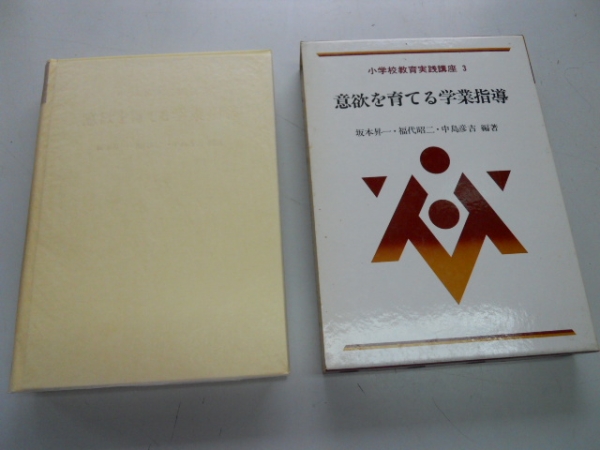 小学校教育実践講座 3
意欲を育てる学業指導
坂本昇一・福代昭二・中島彦吉 編著